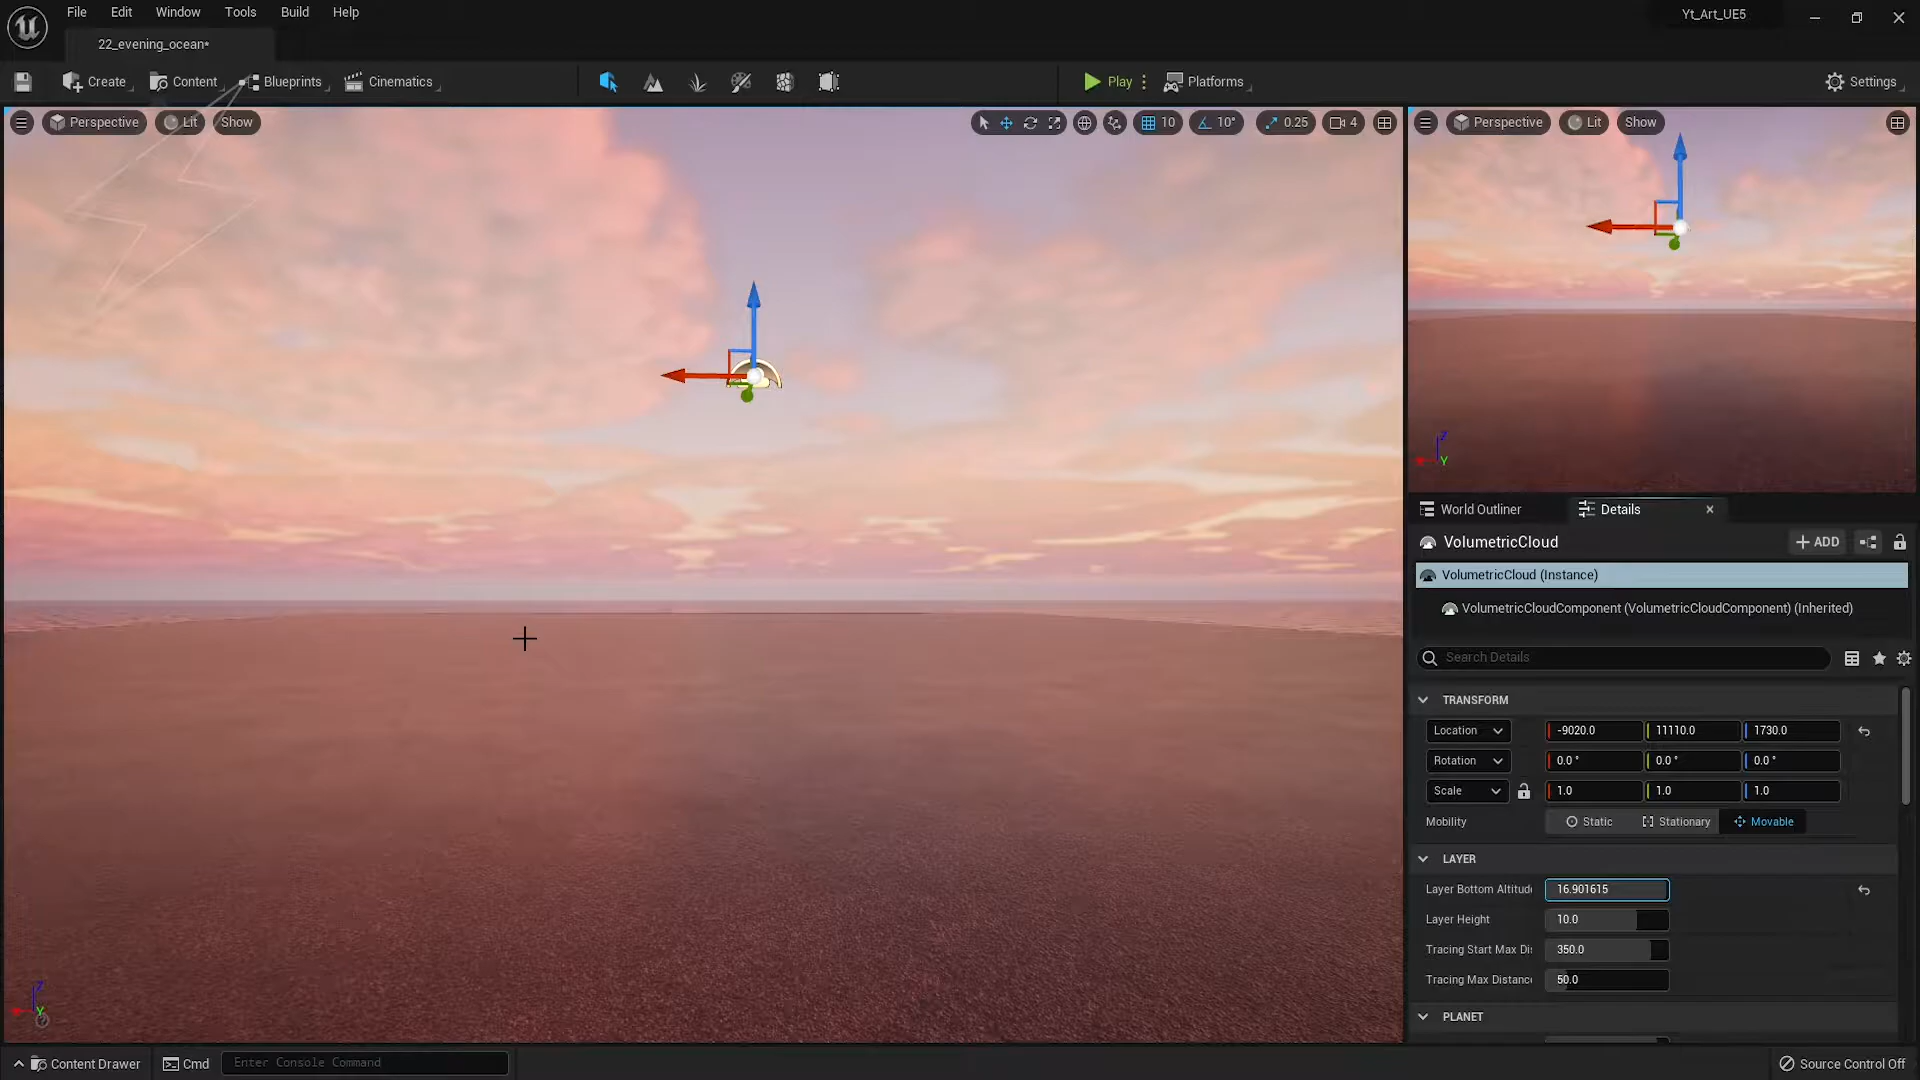 File Edit Window Tools Build Help
Yt_Art_UE5
22_evening_ocean*
Create Content Blueprints Cinematics Play Platforms Settings
Perspective Lit Show 10 10° 0.25 4
Perspective Lit Show
Z
Y
World Outliner Details
VolumetricCloud + ADD
VolumetricCloud (Instance)
VolumetricCloudComponent (VolumetricCloudComponent) (Inherited)
Search Details
TRANSFORM
Location -9020.0 11110.0 1730.0
Rotation 0.0 ° 0.0 ° 0.0 °
Scale 1.0 1.0 1.0
Mobility Static Stationary Movable
LAYER
Layer Bottom Altitude 16.901615
Layer Height 10.0
Tracing Start Max Di 350.0
Tracing Max Distance 50.0
PLANET
Z
Y
Content Drawer Cmd Enter Console Command Source Control Off